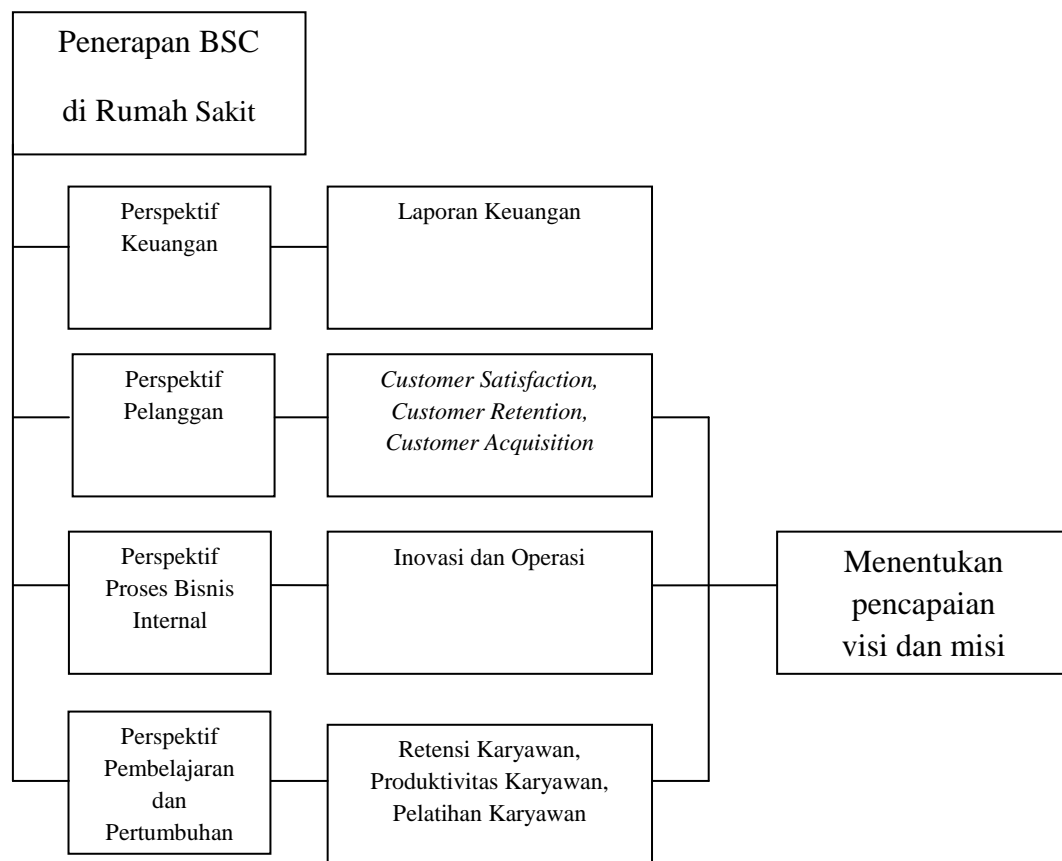 Penerapan BSC
di Rumah Sakit
Perspektif
Keuangan
Laporan Keuangan
Perspektif
Pelanggan
Customer Satisfaction,
Customer Retention,
Customer Acquisition
Perspektif
Proses Bisnis
Internal
Inovasi dan Operasi
Menentukan
pencapaian
visi dan misi
Perspektif
Pembelajaran
dan
Pertumbuhan
Retensi Karyawan,
Produktivitas Karyawan,
Pelatihan Karyawan